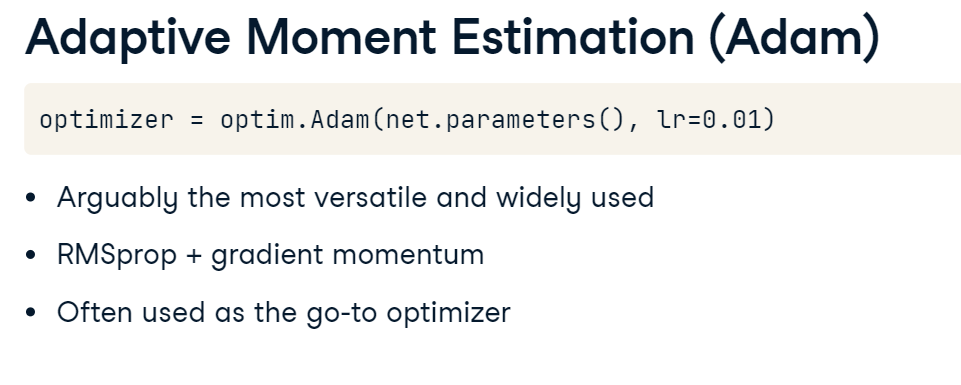 Adaptive Moment Estimation (Adam)
optimizer = optim.Adam(net.parameters(), lr=0.01)
• Arguably the most versatile and widely used
• RMSprop + gradient momentum
• Often used as the go-to optimizer